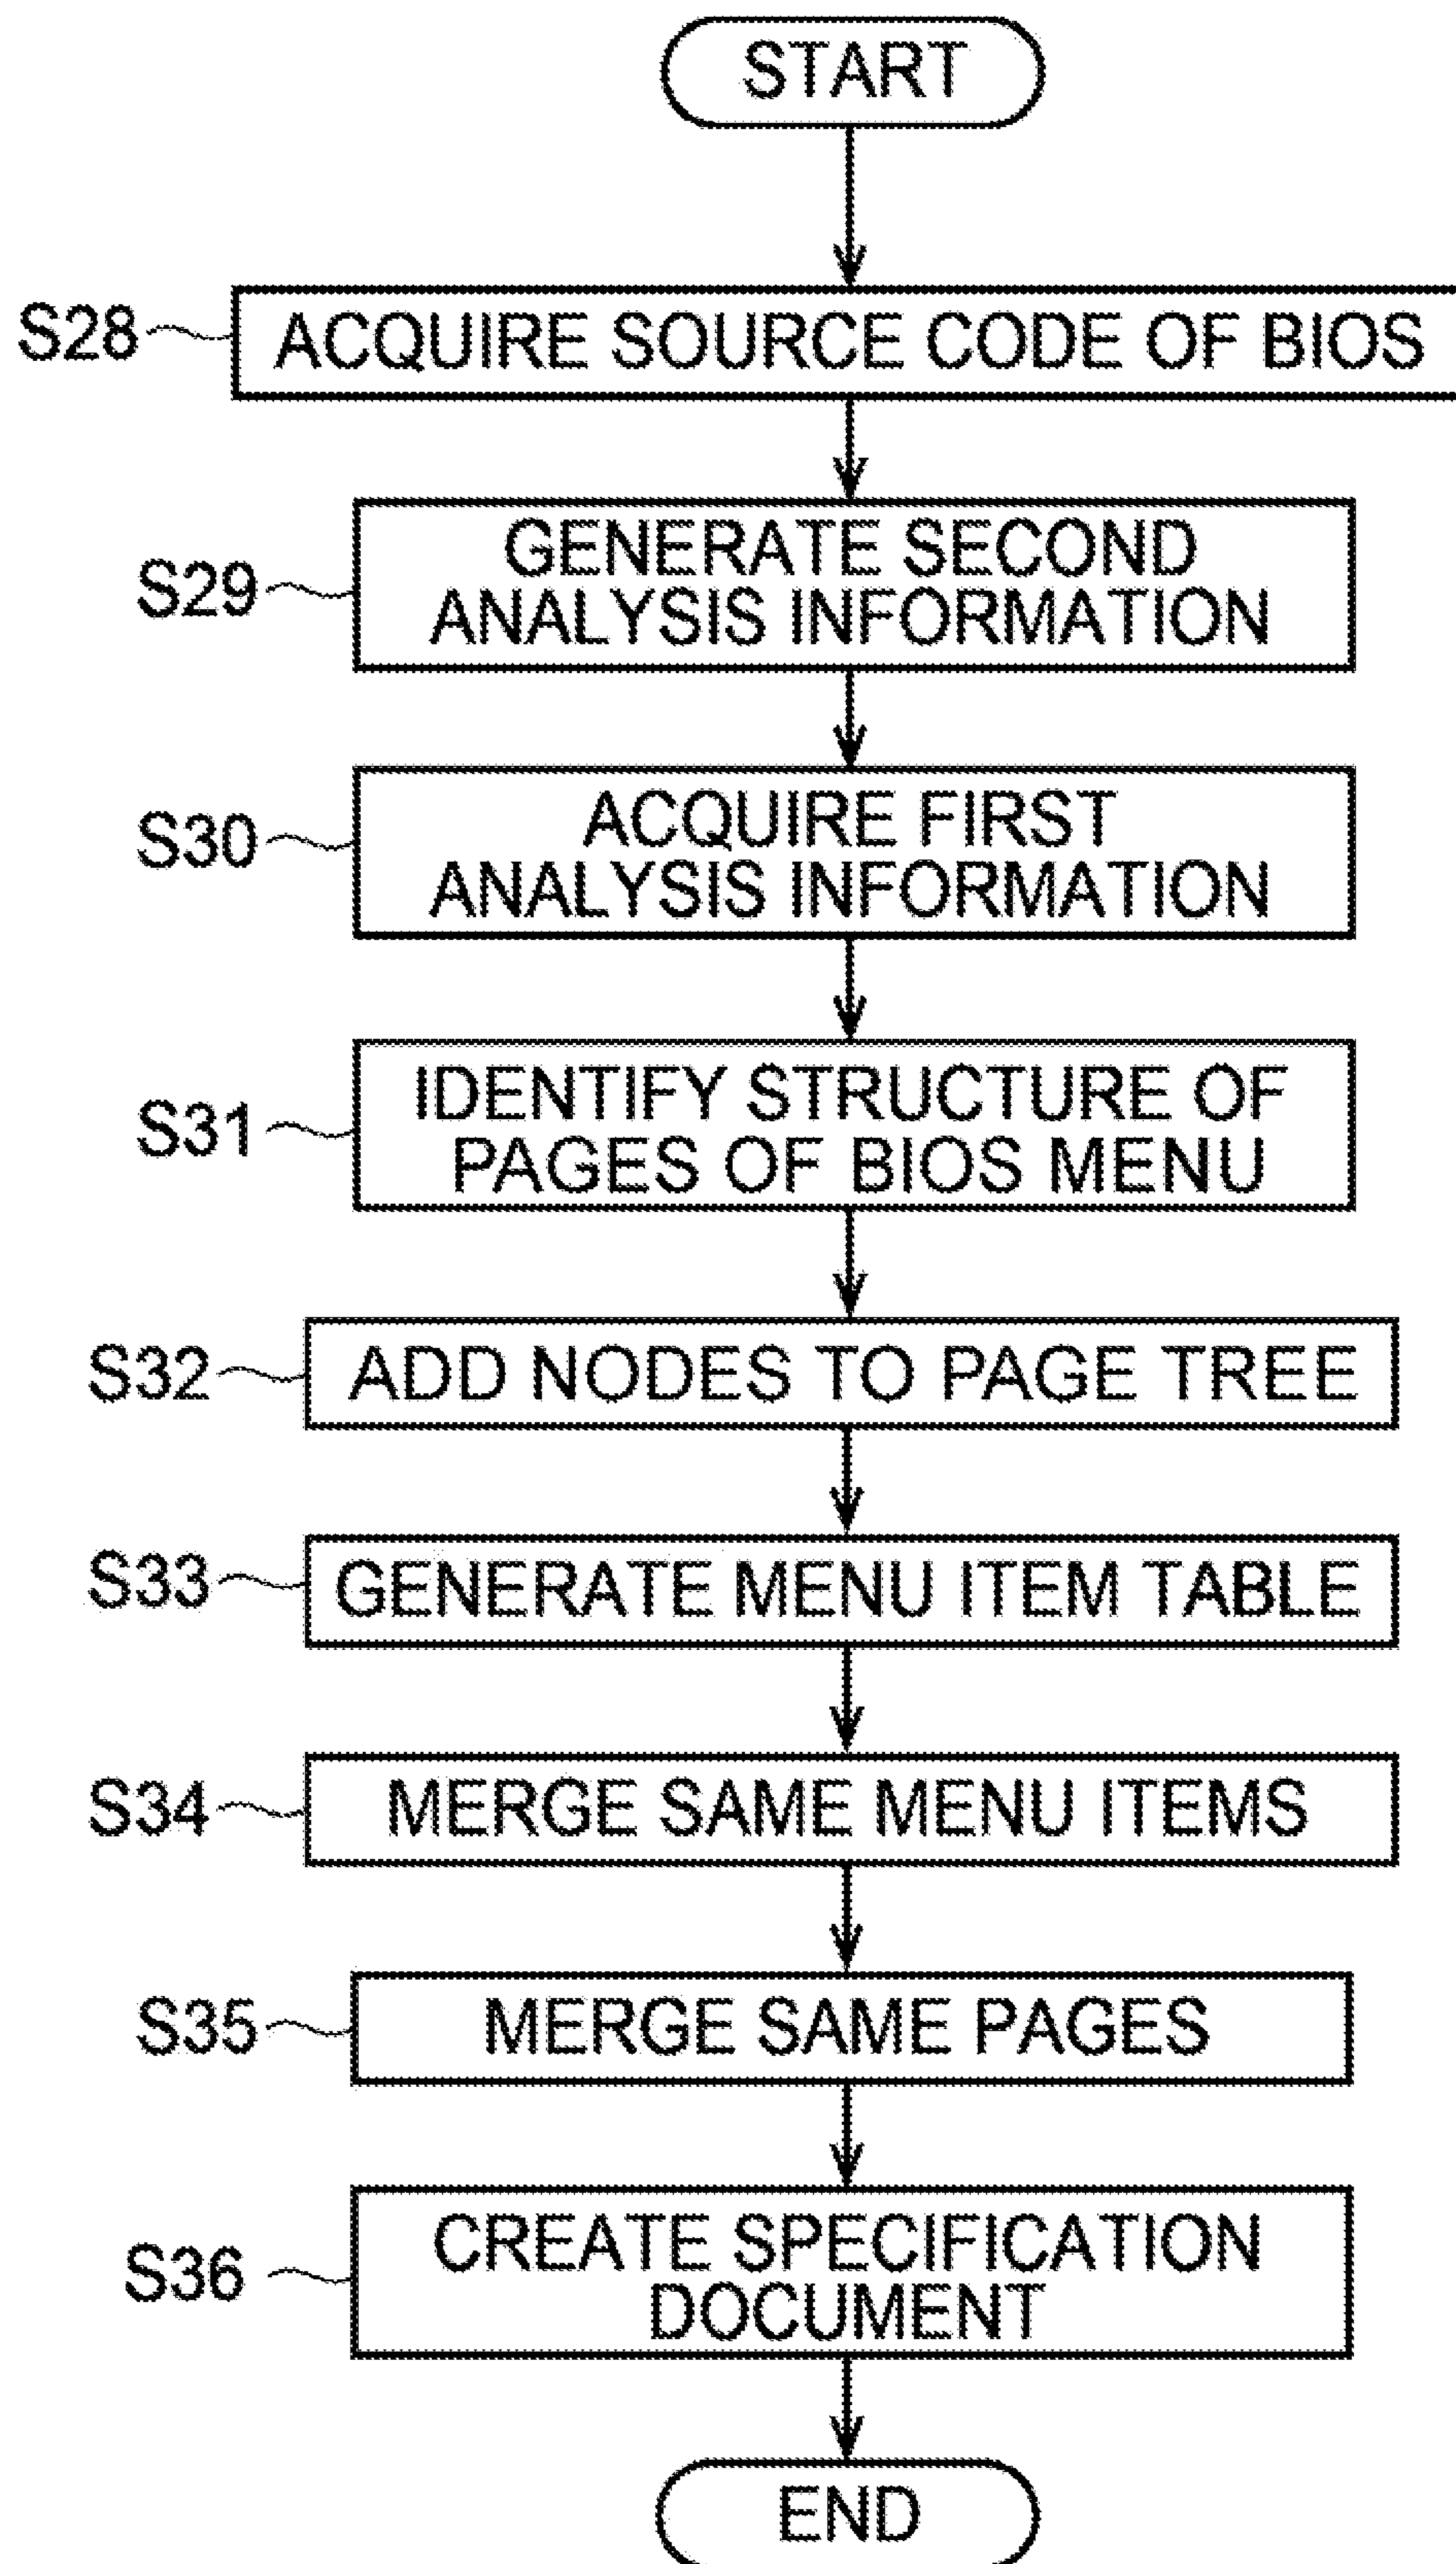 START
S28 ACQUIRE SOURCE CODE OF BIOS
S29 GENERATE SECOND
ANALYSIS INFORMATION
S30 ACQUIRE FIRST
ANALYSIS INFORMATION
S31 IDENTIFY STRUCTURE OF
PAGES OF BIOS MENU
S32 ADD NODES TO PAGE TREE
S33 GENERATE MENU ITEM TABLE
S34 MERGE SAME MENU ITEMS
S35 MERGE SAME PAGES
S36 CREATE SPECIFICATION
DOCUMENT
END